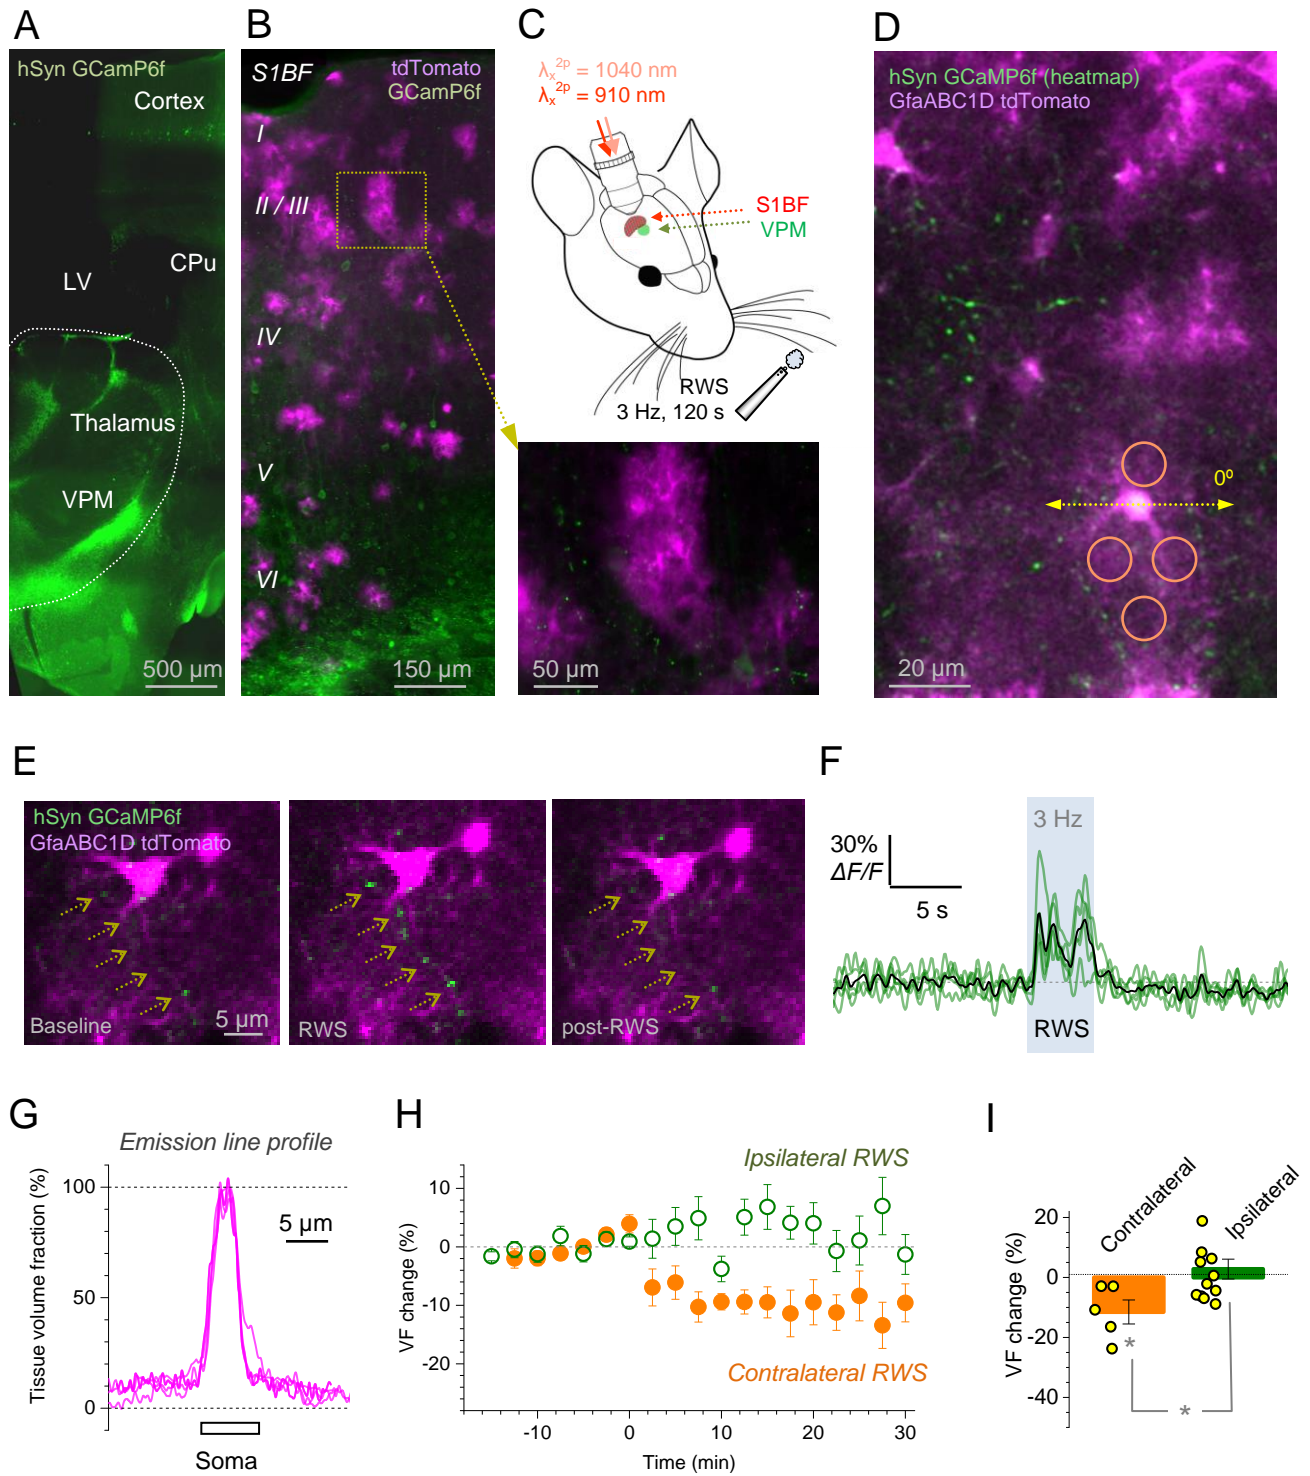 A
hSyn GCamP6f
Cortex
CPu
LV
Thalamus
VPM
500 µm
B
S1BF
tdTomato
GCamP6f
I
II / III
IV
V
VI
150 µm
C
λx2p = 1040 nm
λx2p = 910 nm
S1BF
VPM
RWS
3 Hz, 120 s
50 µm
D
hSyn GCaMP6f (heatmap)
GfaABC1D tdTomato
0º
20 µm
E
hSyn GCaMP6f
GfaABC1D tdTomato
Baseline
5 µm
RWS
post-RWS
F
30%
ΔF/F
5 s
3 Hz
RWS
G
Emission line profile
Tissue volume fraction (%)
100
50
0
5 µm
Soma
H
Ipsilateral RWS
VF change (%)
10
0
-10
-20
Contralateral RWS
-10
0
10
20
30
Time (min)
I
Contralateral
Ipsilateral
VF change (%)
20
0
-20
-40
*
*